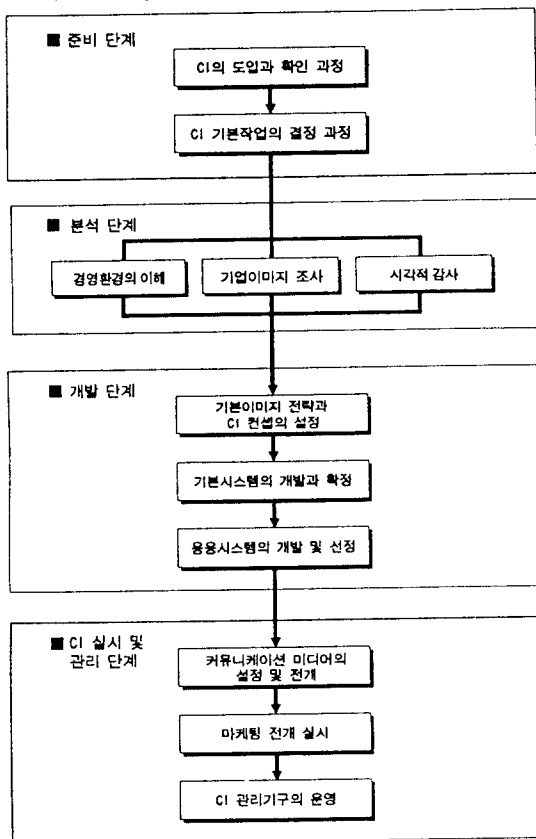 ■ 준비 단계
CI의 도입과 확인 과정
CI 기본작업의 결정 과정
■ 분석 단계
경영환경의 이해
기업이미지 조사
시각적 감사
■ 개발 단계
기본이미지 전략과
CI 컨셉의 설정
기본시스템의 개발과 확정
응용시스템의 개발 및 선정
■ CI 실시 및
관리 단계
커뮤니케이션 미디어의
설정 및 전개
마케팅 전개 실시
CI 관리기구의 운영